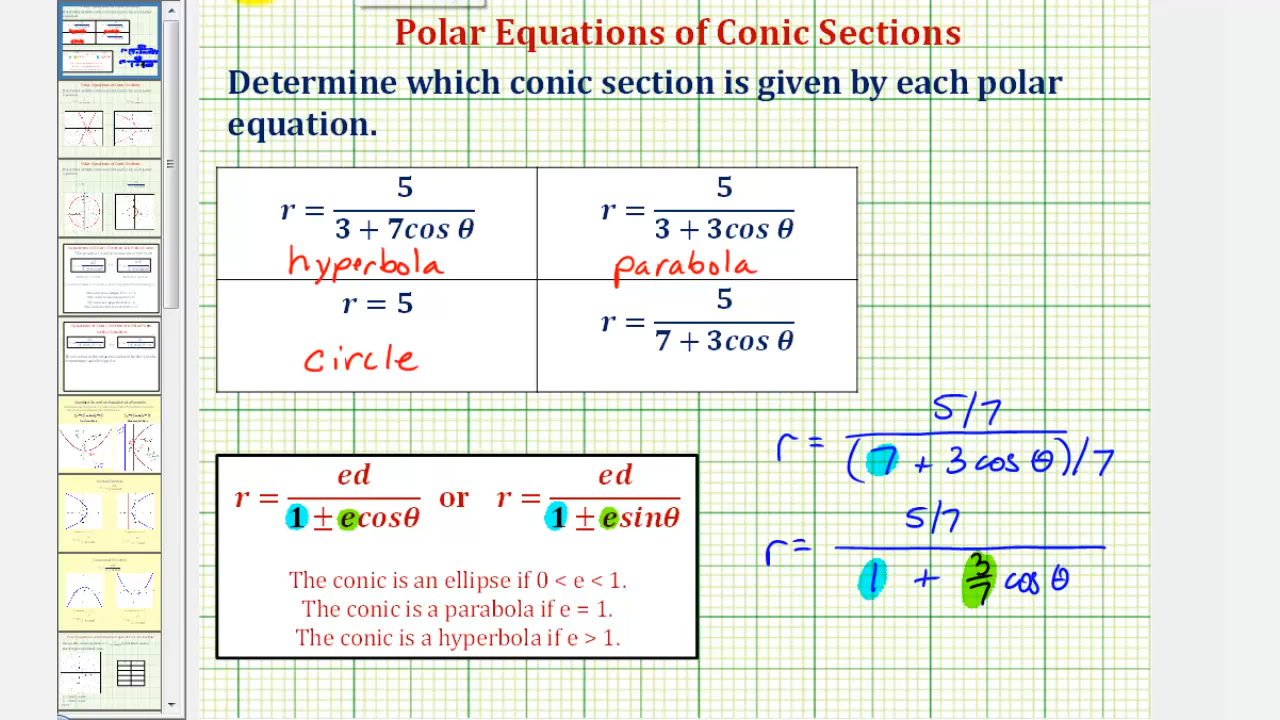 Polar Equations of Conic Sections
Determine which conic section is given by each polar
equation.
r = 5 / (3 + 7cos θ)
hyperbola
r = 5 / (3 + 3cos θ)
parabola
r = 5
circle
r = 5 / (7 + 3cos θ)
r = (5/7) / ((7 + 3 cos θ)/7)
r = ed / (1 ± ecosθ) or r = ed / (1 ± esinθ)
The conic is an ellipse if 0 < e < 1.
The conic is a parabola if e = 1.
The conic is a hyperbola if e > 1.
r = (5/7) / (1 + 3/7 cos θ)